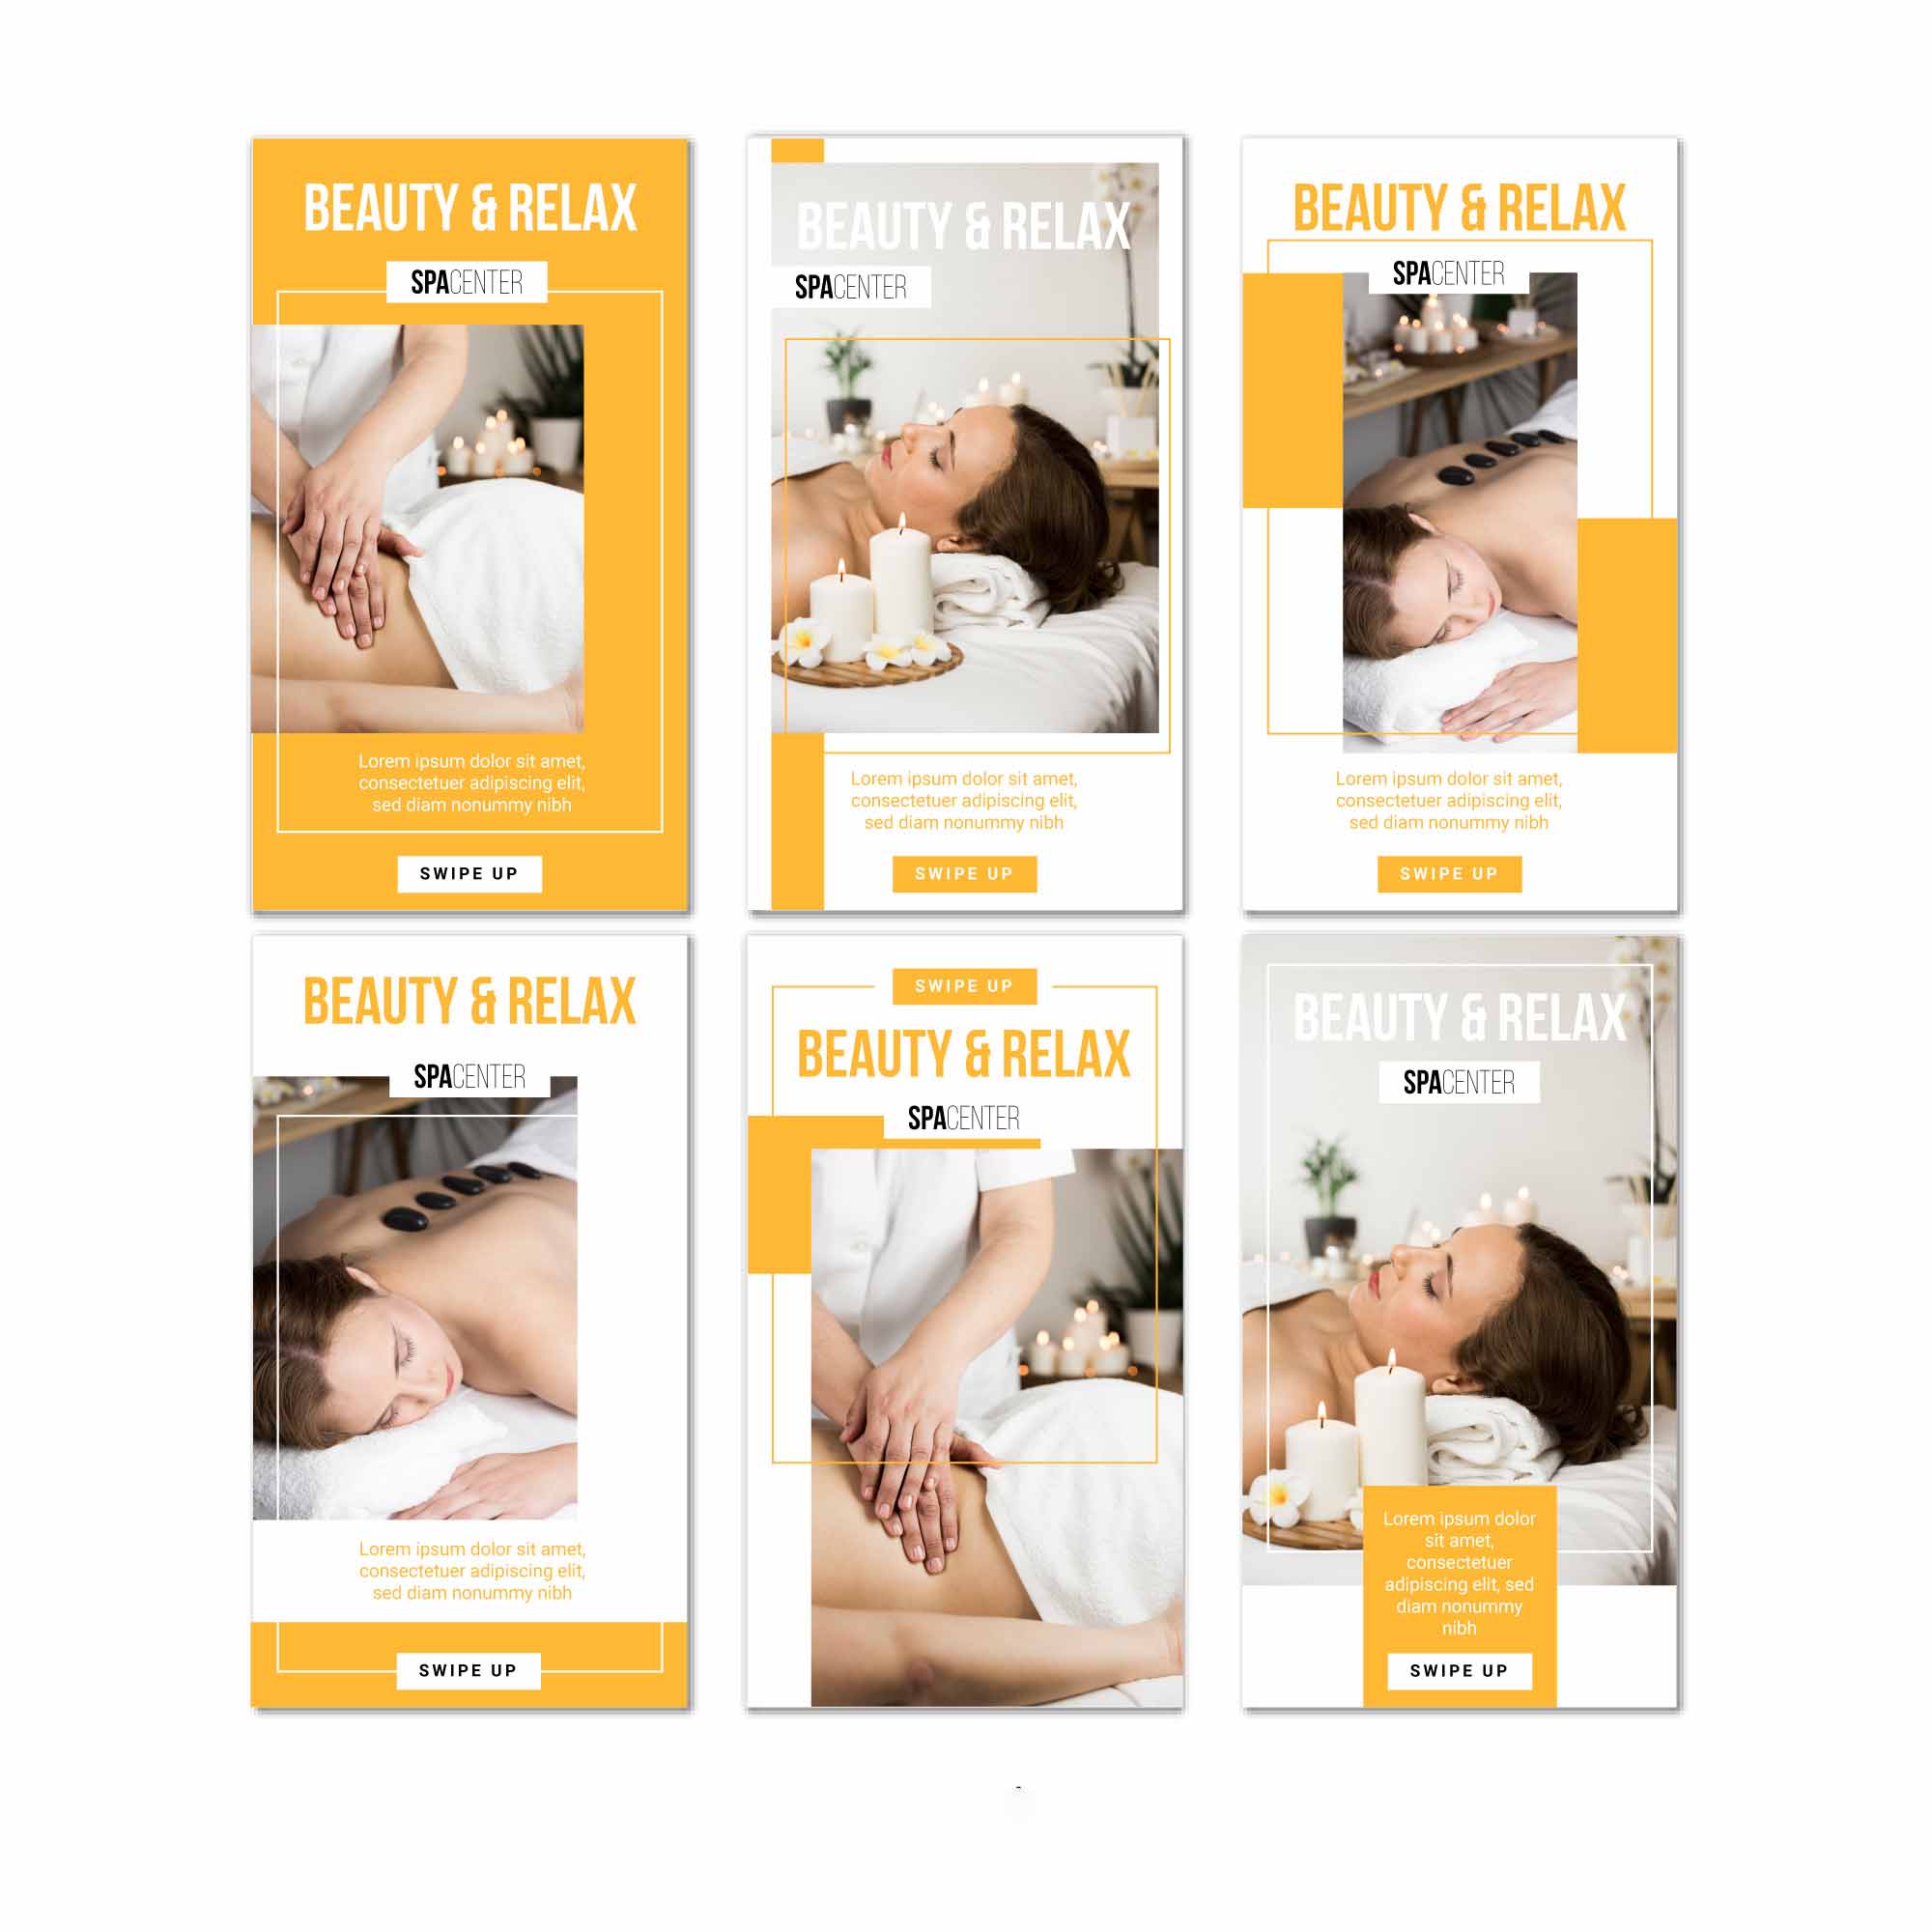 BEAUTY & RELAX
SPACENTER
Lorem ipsum dolor sit amet,
consectetuer adipiscing elit,
sed diam nonummy nibh
SWIPE UP
BEAUTY & RELAX
SPACENTER
Lorem ipsum dolor sit amet,
consectetuer adipiscing elit,
sed diam nonummy nibh
SWIPE UP
BEAUTY & RELAX
SPACENTER
Lorem ipsum dolor sit amet,
consectetuer adipiscing elit,
sed diam nonummy nibh
SWIPE UP
BEAUTY & RELAX
SPACENTER
Lorem ipsum dolor sit amet,
consectetuer adipiscing elit,
sed diam nonummy nibh
SWIPE UP
SWIPE UP
BEAUTY & RELAX
SPACENTER
BEAUTY & RELAX
SPACENTER
Lorem ipsum dolor
sit amet,
consectetuer
adipiscing elit, sed
diam nonummy
nibh
SWIPE UP